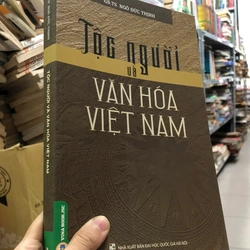 GS.TS. NGÔ ĐỨC THỊNH
TỘC NGƯỜI
VÀ
VĂN HÓA
VIỆT NAM
NHÀ XUẤT BẢN ĐẠI HỌC QUỐC GIA HÀ NỘI
TỘC NGƯỜI VÀ VĂN HÓA VIỆT NAM